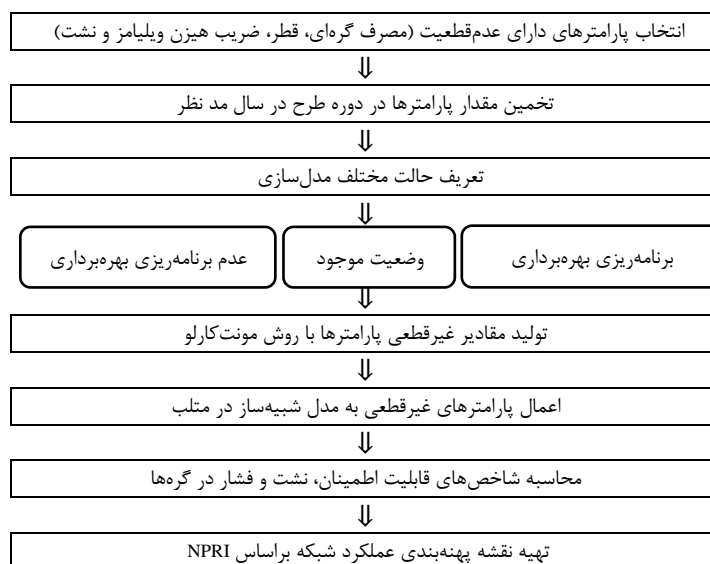 انتخاب پارامترهای دارای عدم‌قطعیت (مصرف گره‌ای، قطر، ضریب هیزن ویلیامز و نشت)
تخمین مقدار پارامترها در دوره طرح در سال مد نظر
تعریف حالت مختلف مدل‌سازی
برنامه‌ریزی بهره‌برداری
وضعیت موجود
عدم برنامه‌ریزی بهره‌برداری
تولید مقادیر غیرقطعی پارامترها با روش مونت‌کارلو
اعمال پارامترهای غیرقطعی به مدل شبیه‌ساز در متلب
محاسبه شاخص‌های قابلیت اطمینان، نشت و فشار در گره‌ها
تهیه نقشه پهنه‌بندی عملکرد شبکه براساس NPRI